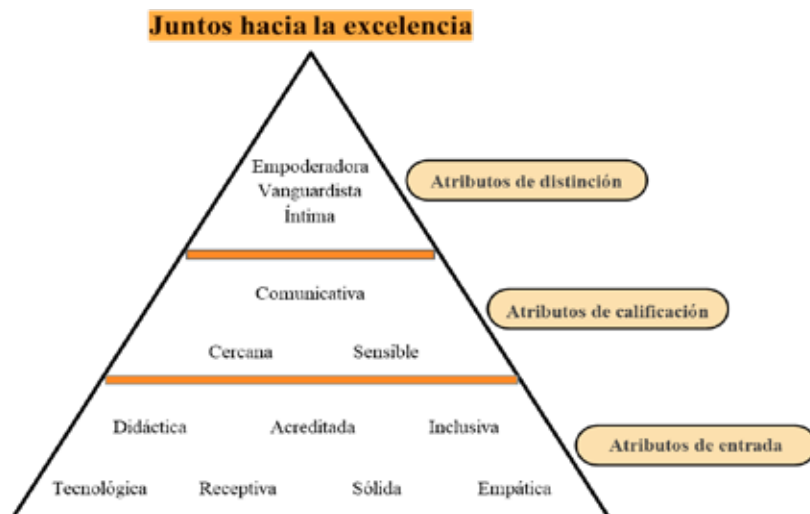 Juntos hacia la excelencia
Empoderadora
Vanguardista
Íntima
Atributos de distinción
Comunicativa
Atributos de calificación
Cercana Sensible
Didáctica Acreditada Inclusiva
Atributos de entrada
Tecnológica Receptiva Sólida Empática